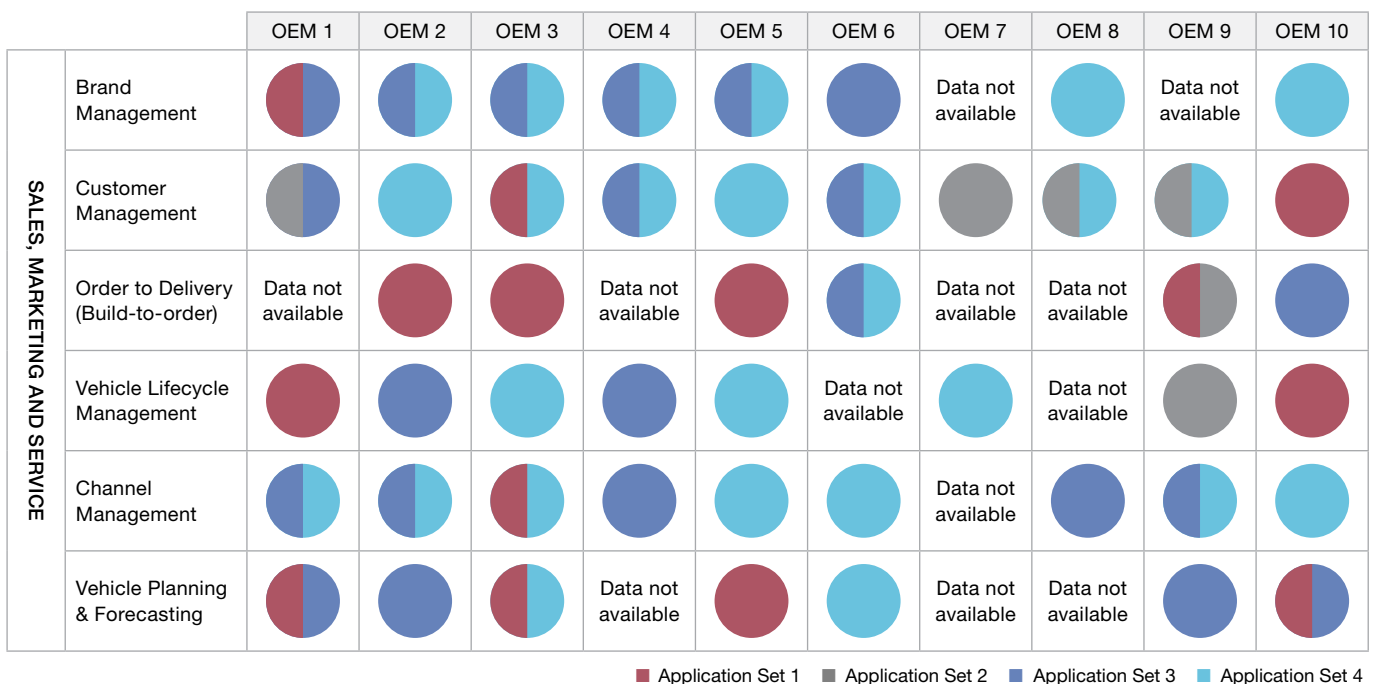 OEM 1 OEM 2 OEM 3 OEM 4 OEM 5 OEM 6 OEM 7 OEM 8 OEM 9 OEM 10
SALES, MARKETING AND SERVICE
Brand
Management
Data not
available
Data not
available
Customer
Management
Order to Delivery
(Build-to-order)
Data not
available
Data not
available
Data not
available
Data not
available
Vehicle Lifecycle
Management
Data not
available
Data not
available
Channel
Management
Data not
available
Vehicle Planning
& Forecasting
Data not
available
Data not
available
Data not
available
Application Set 1 Application Set 2 Application Set 3 Application Set 4